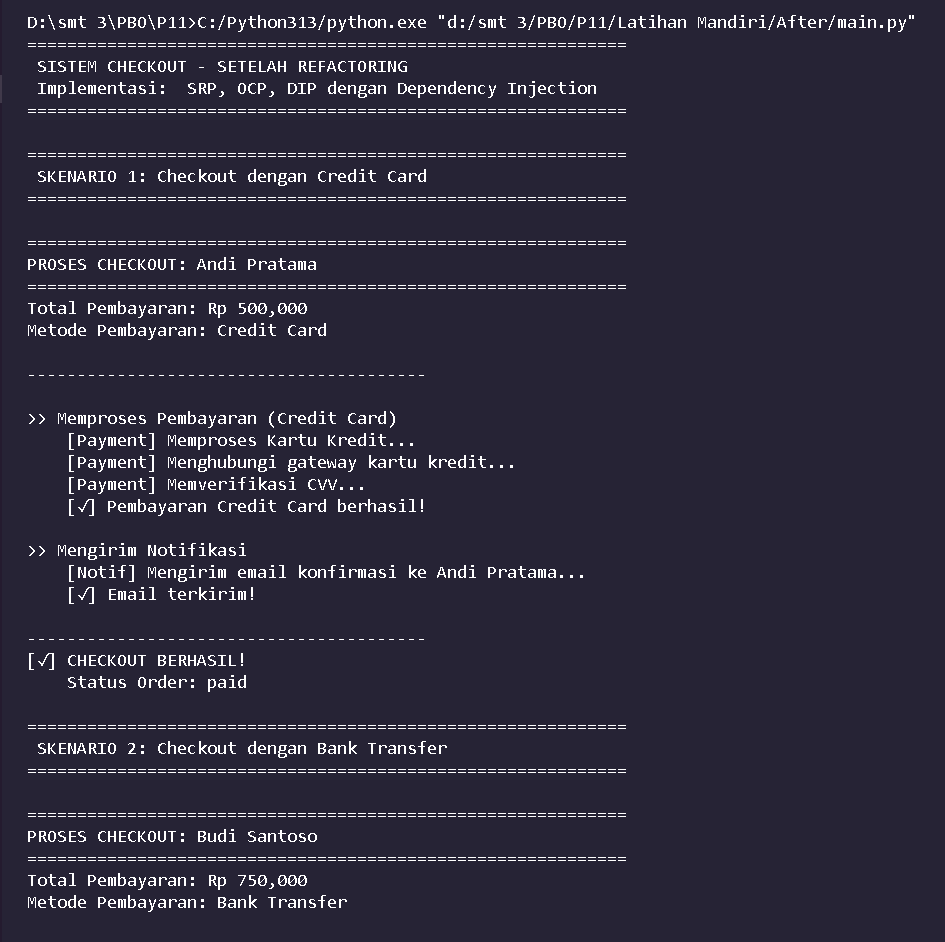 D:\smt 3\PBO\P11>C:/Python313/python.exe "d:/smt 3/PBO/P11/Latihan Mandiri/After/main.py"
============================================================
 SISTEM CHECKOUT - SETELAH REFACTORING
 Implementasi:  SRP, OCP, DIP dengan Dependency Injection
============================================================

============================================================
 SKENARIO 1: Checkout dengan Credit Card
============================================================

============================================================
PROSES CHECKOUT: Andi Pratama
============================================================
Total Pembayaran: Rp 500,000
Metode Pembayaran: Credit Card

----------------------------------------

>> Memproses Pembayaran (Credit Card)
    [Payment] Memproses Kartu Kredit...
    [Payment] Menghubungi gateway kartu kredit...
    [Payment] Memverifikasi CVV...
    [√] Pembayaran Credit Card berhasil!

>> Mengirim Notifikasi
    [Notif] Mengirim email konfirmasi ke Andi Pratama...
    [√] Email terkirim!

----------------------------------------
[√] CHECKOUT BERHASIL!
    Status Order: paid

============================================================
 SKENARIO 2: Checkout dengan Bank Transfer
============================================================

============================================================
PROSES CHECKOUT: Budi Santoso
============================================================
Total Pembayaran: Rp 750,000
Metode Pembayaran: Bank Transfer